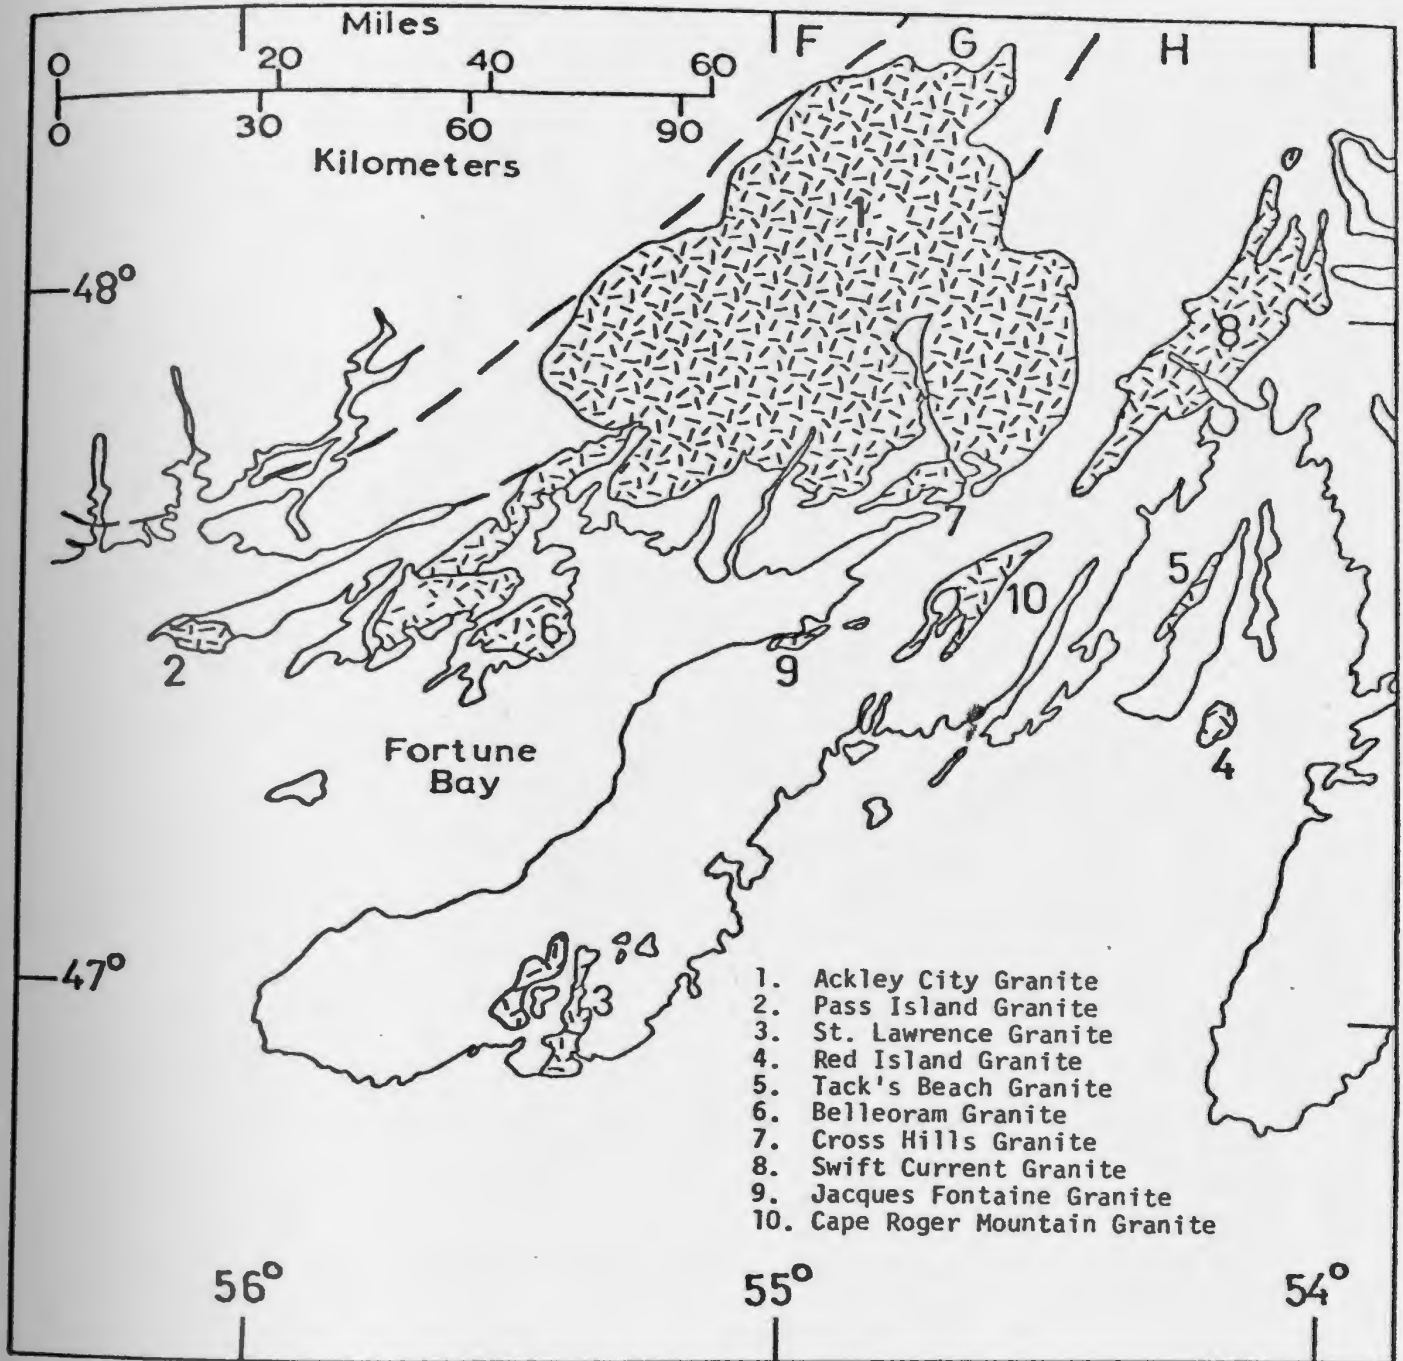 Miles
0 20 40 60
0 30 60 90
Kilometers
F G H
1
48°
8
7
5
10
6
2
9
4
Fortune
Bay
3
47°
1. Ackley City Granite
2. Pass Island Granite
3. St. Lawrence Granite
4. Red Island Granite
5. Tack's Beach Granite
6. Belleoram Granite
7. Cross Hills Granite
8. Swift Current Granite
9. Jacques Fontaine Granite
10. Cape Roger Mountain Granite
56° 55° 54°